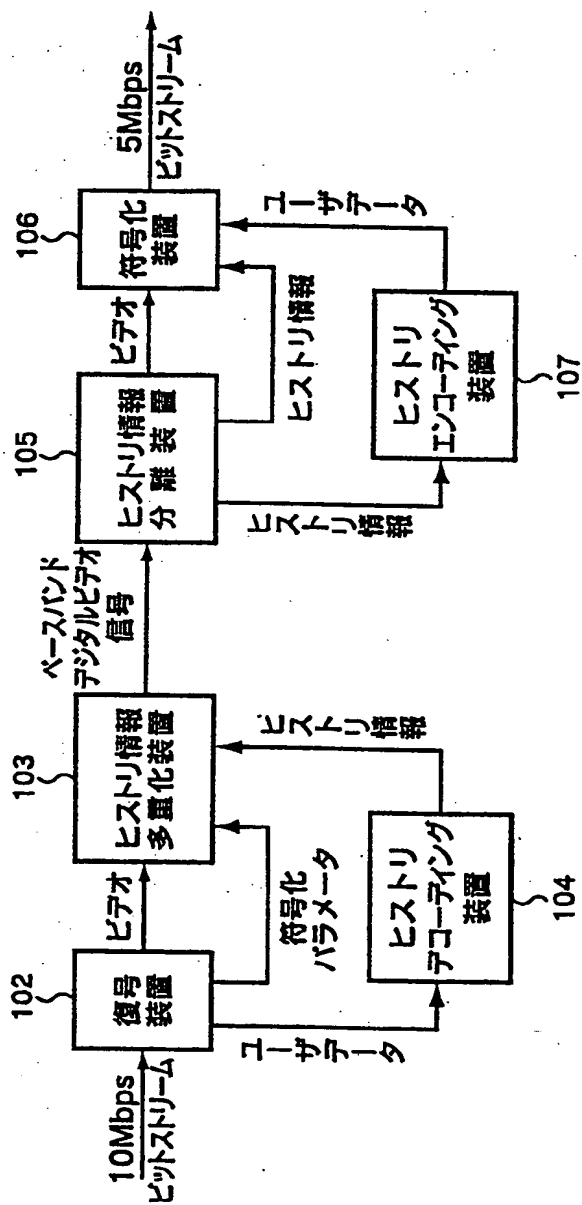 10Mbps
ビットストリーム
102
復号
装置
ビデオ
符号化
パラメータ
ユーザデータ
103
ヒストリ情報
多重化装置
ヒストリ情報
ヒストリ
デコーディング
装置
104
ベースバンド
デジタルビデオ
信号
105
ヒストリ情報
分離装置
ビデオ
ヒストリ情報
ヒストリ情報
106
符号化
装置
5Mbps
ビットストリーム
ユーザデータ
ヒストリ
エンコーディング
装置
107